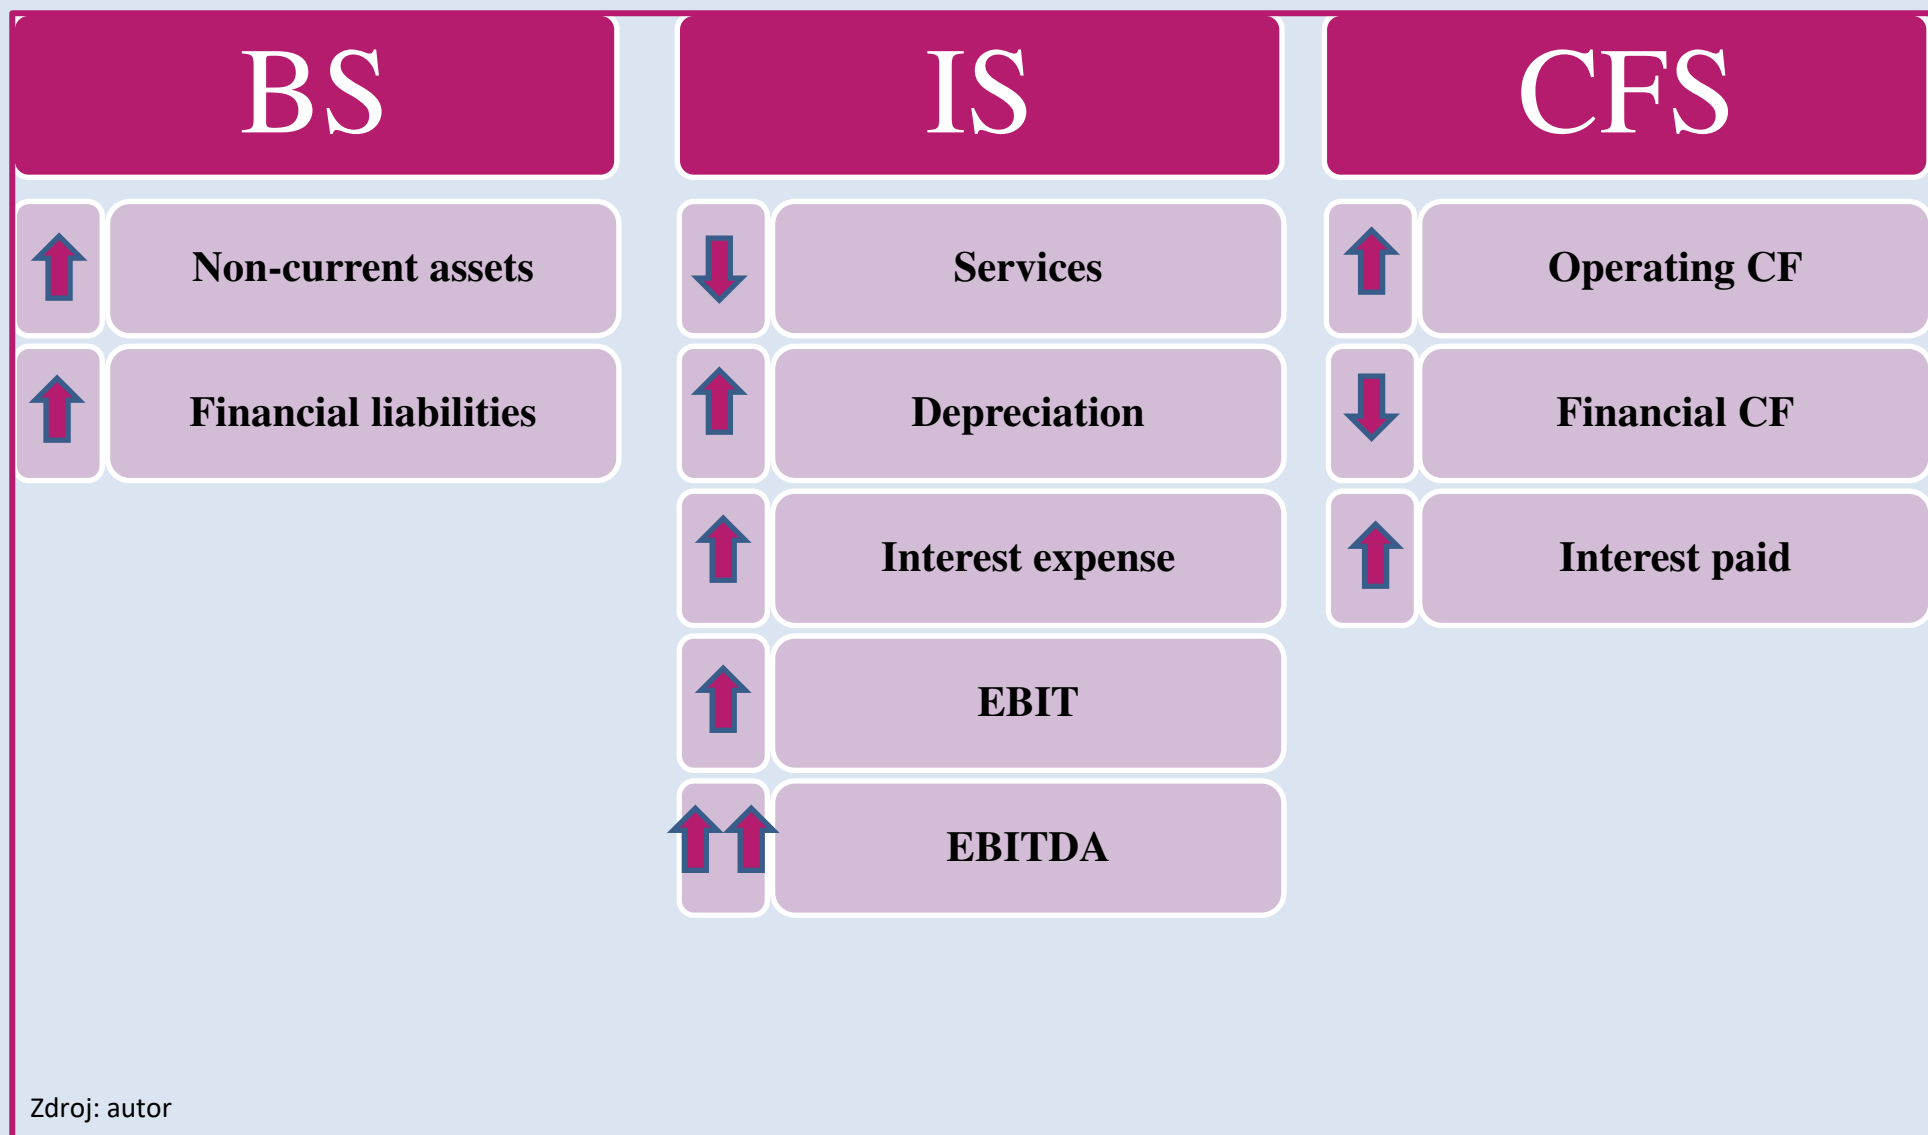 BS
Non-current assets
Financial liabilities
IS
Services
Depreciation
Interest expense
EBIT
EBITDA
CFS
Operating CF
Financial CF
Interest paid
Zdroj: autor